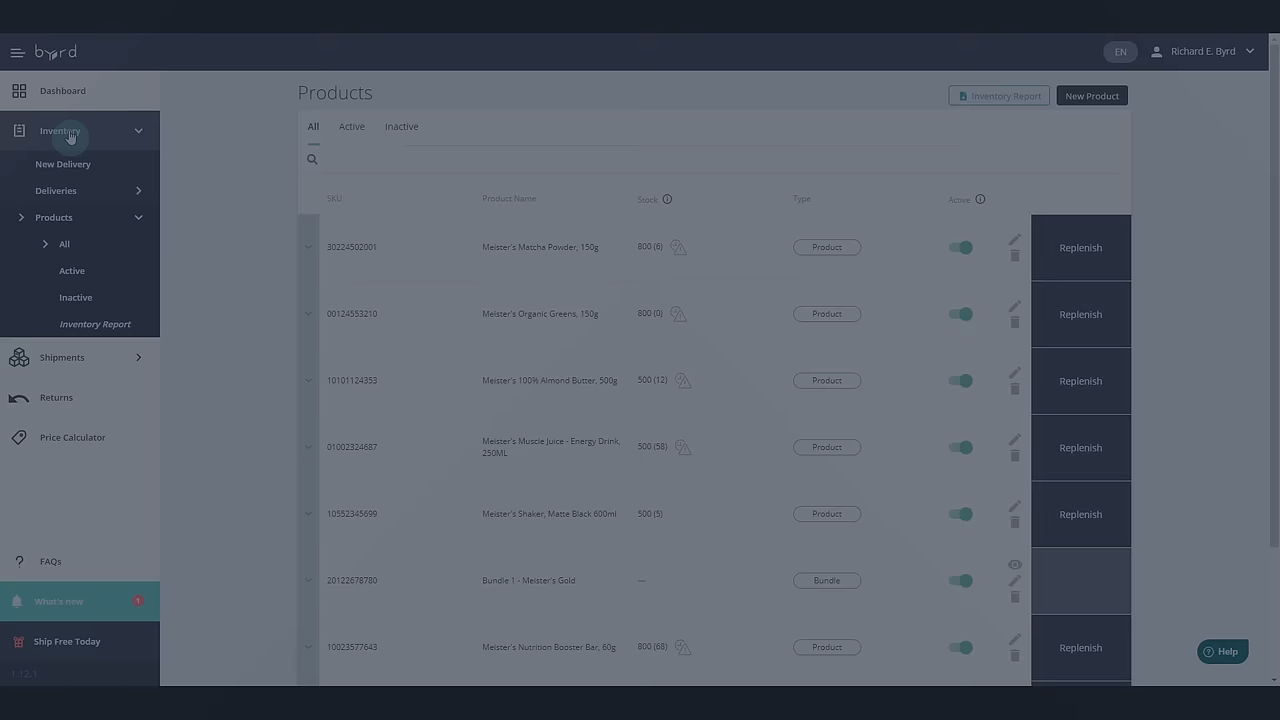 byrd
EN
Richard E. Byrd
Dashboard
Inventory
New Delivery
Deliveries
Products
All
Active
Inactive
Inventory Report
Shipments
Returns
Price Calculator
? FAQs
What's new
1
Ship Free Today
1.12.1
Products
Inventory Report
New Product
All Active Inactive
SKU Product Name Stock Type Active
30224502001 Meister's Matcha Powder, 150g 800 (6) Product Replenish
00124553210 Meister's Organic Greens, 150g 800 (0) Product Replenish
10101124353 Meister's 100% Almond Butter, 500g 500 (12) Product Replenish
01002324687 Meister's Muscle Juice - Energy Drink, 500 (58) Product Replenish
250ML
10552345699 Meister's Shaker, Matte Black 600ml 500 (5) Product Replenish
20122678780 Bundle 1 - Meister's Gold — Bundle
10023577643 Meister's Nutrition Booster Bar, 60g 800 (68) Product Replenish
? Help